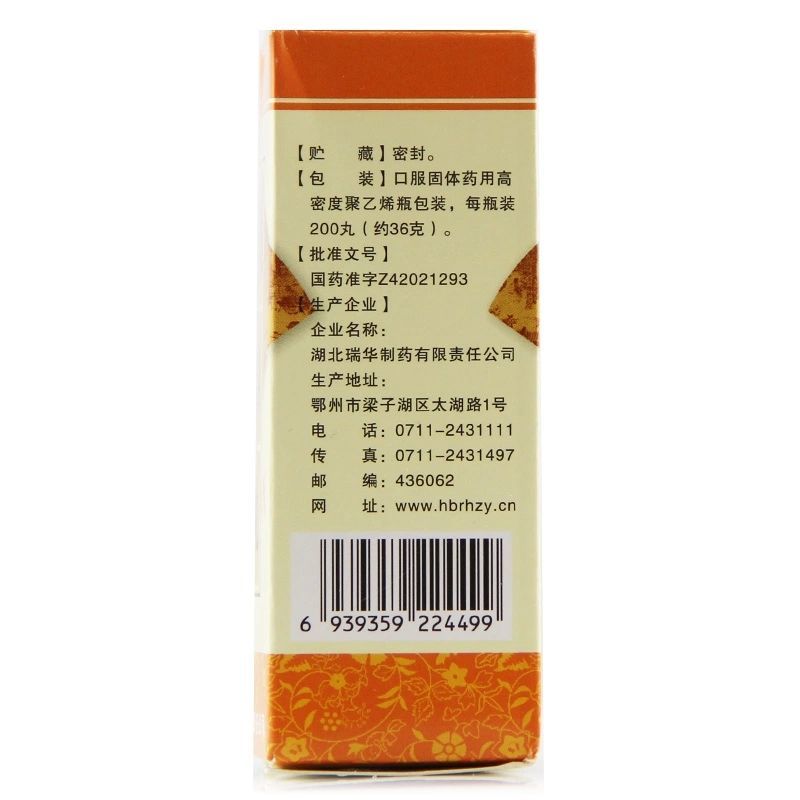 【贮　　藏】密封。
【包　　装】口服固体药用高
密度聚乙烯瓶包装，每瓶装
200丸（约36克）。
【批准文号】
国药准字Z42021293
【生产企业】
企业名称：
湖北瑞华制药有限责任公司
生产地址：
鄂州市梁子湖区太湖路1号
电　　话：0711-2431111
传　　真：0711-2431497
邮　　编：436062
网　　址：www.hbrhzy.cn
6 939359 224499